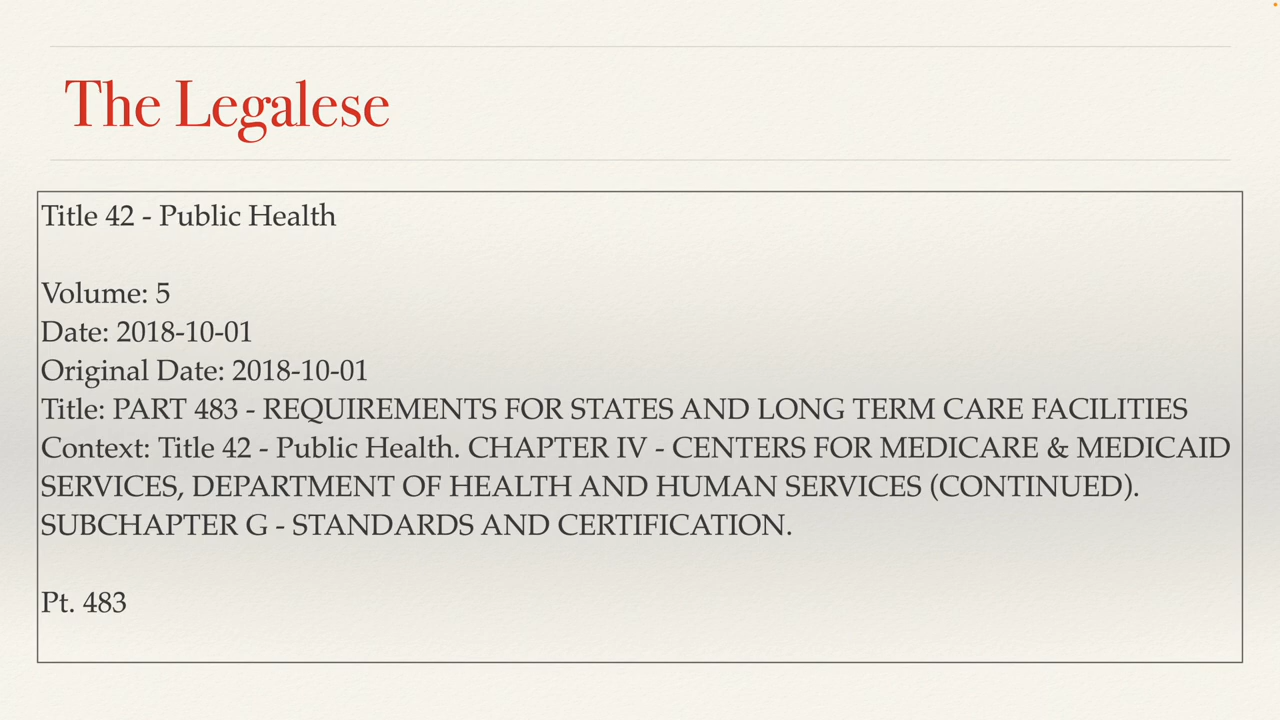 The Legalese
Title 42 - Public Health
Volume: 5
Date: 2018-10-01
Original Date: 2018-10-01
Title: PART 483 - REQUIREMENTS FOR STATES AND LONG TERM CARE FACILITIES
Context: Title 42 - Public Health. CHAPTER IV - CENTERS FOR MEDICARE & MEDICAID
SERVICES, DEPARTMENT OF HEALTH AND HUMAN SERVICES (CONTINUED).
SUBCHAPTER G - STANDARDS AND CERTIFICATION.
Pt. 483